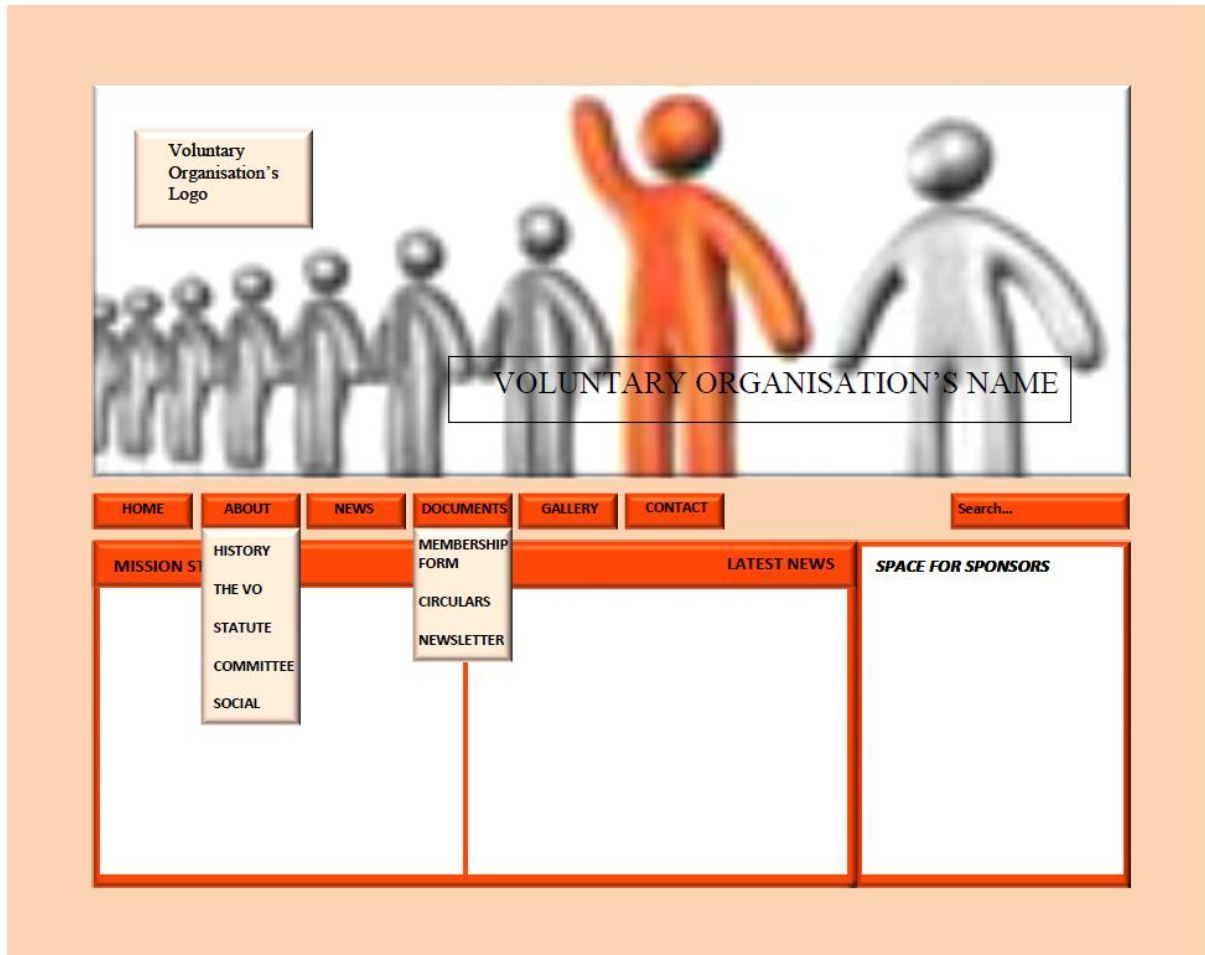 Voluntary
Organisation’s
Logo
VOLUNTARY ORGANISATION’S NAME
HOME
ABOUT
NEWS
DOCUMENTS
GALLERY
CONTACT
Search...
HISTORY
THE VO
STATUTE
COMMITTEE
SOCIAL
MEMBERSHIP
FORM
CIRCULARS
NEWSLETTER
MISSION
LATEST NEWS
SPACE FOR SPONSORS